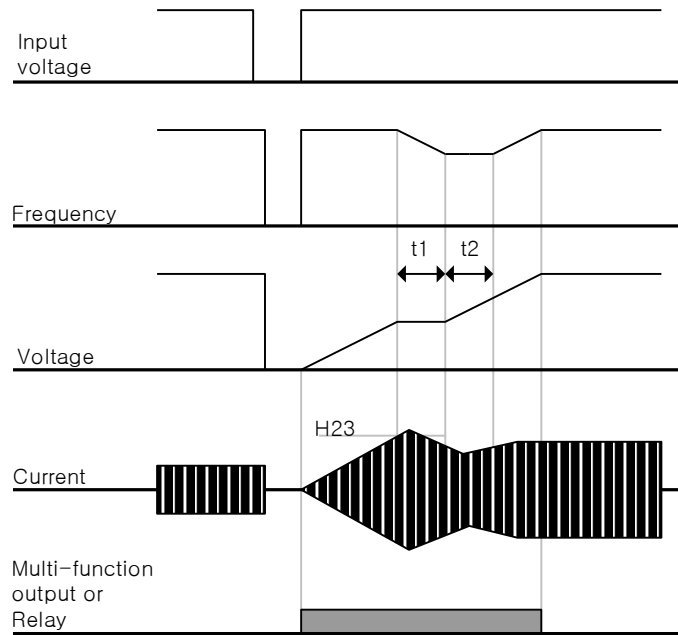 Input
voltage
Frequency
t1
t2
Voltage
H23
Current
Multi-function
output or
Relay